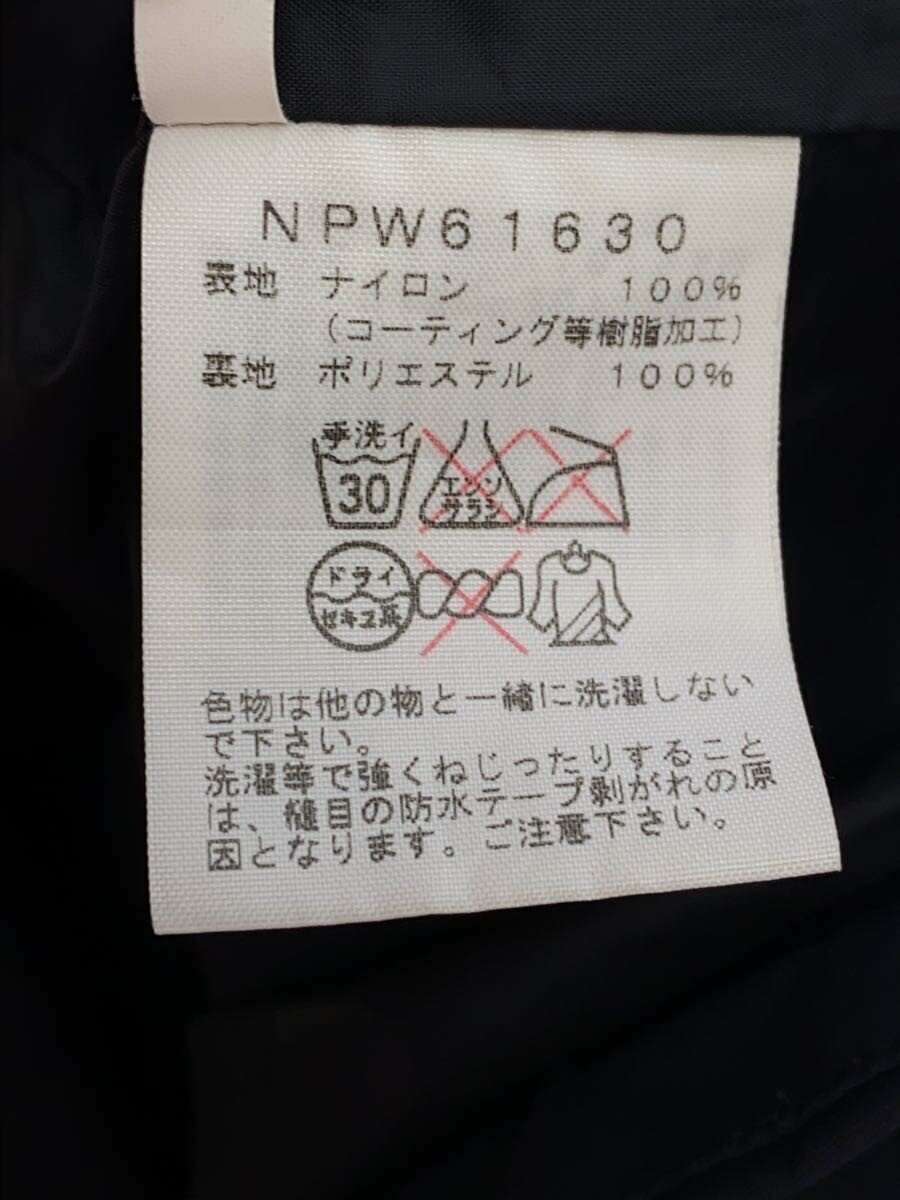 NPW61630
表地 ナイロン 100%
(コーティング等樹脂加工)
裏地 ポリエステル 100%
手洗イ
30
エンソ
サラシ
ドライ
セキユ系
色物は他の物と一緒に洗濯しない
で下さい。
洗濯等で強くねじったりすること
は、縫目の防水テープ剥がれの原
因となります。ご注意下さい。